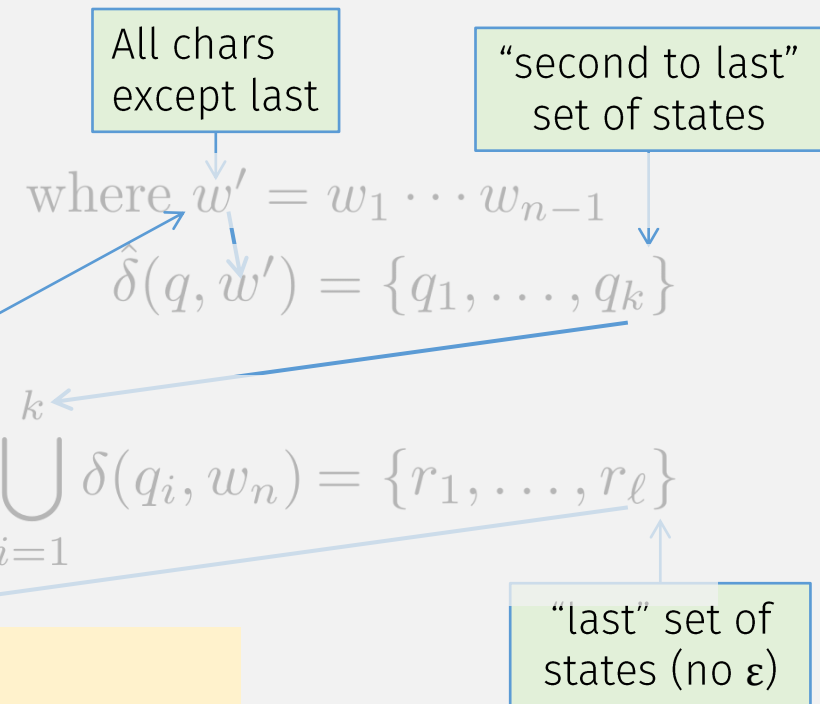 All chars
except last
“second to last”
set of states
where w′ = w₁ ⋯ wₙ₋₁
δ̂(q, w′) = {q₁, . . . , qₖ}
k
⋃ δ(qᵢ, wₙ) = {r₁, . . . , r_ℓ}
i=1
“last” set of
states (no ε)